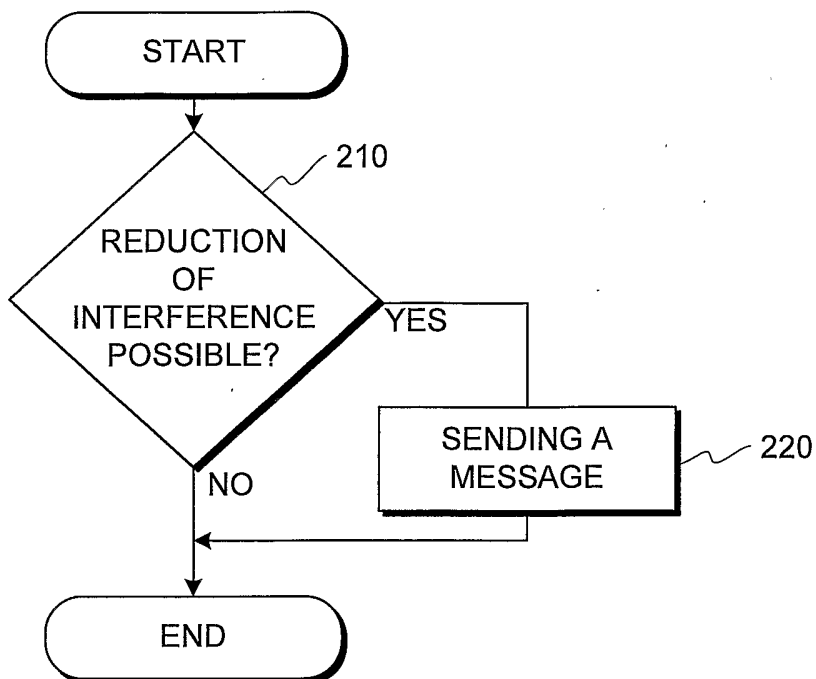 START
210
REDUCTION
OF
INTERFERENCE
POSSIBLE?
YES
SENDING A
MESSAGE
220
NO
END